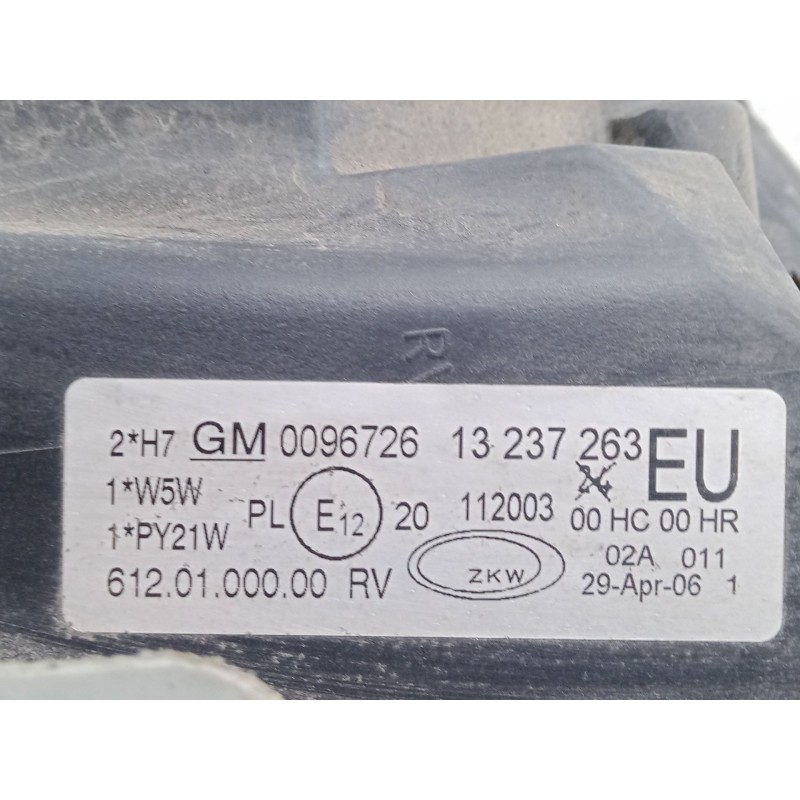 RV
2*H7 GM 0096726 13 237 263 EU
1*W5W
PL E12 20 112003 00 HC 00 HR
1*PY21W
ZKW 02A 011
612.01.000.00 RV 29-Apr-06 1